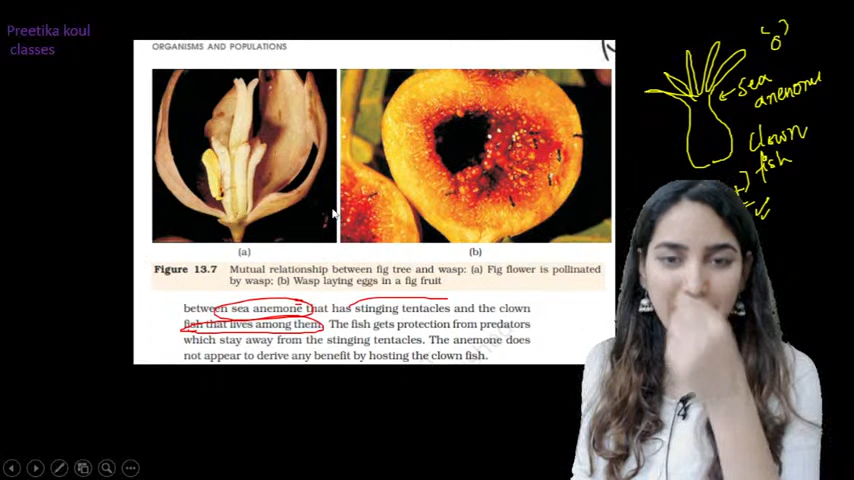 Preetika koul
classes
ORGANISMS AND POPULATIONS
(a)
(b)
Figure 13.7 Mutual relationship between fig tree and wasp: (a) Fig flower is pollinated
by wasp; (b) Wasp laying eggs in a fig fruit
between sea anemone that has stinging tentacles and the clown
fish that lives among them. The fish gets protection from predators
which stay away from the stinging tentacles. The anemone does
not appear to derive any benefit by hosting the clown fish.
"o"
sea
anenome
clown
fish